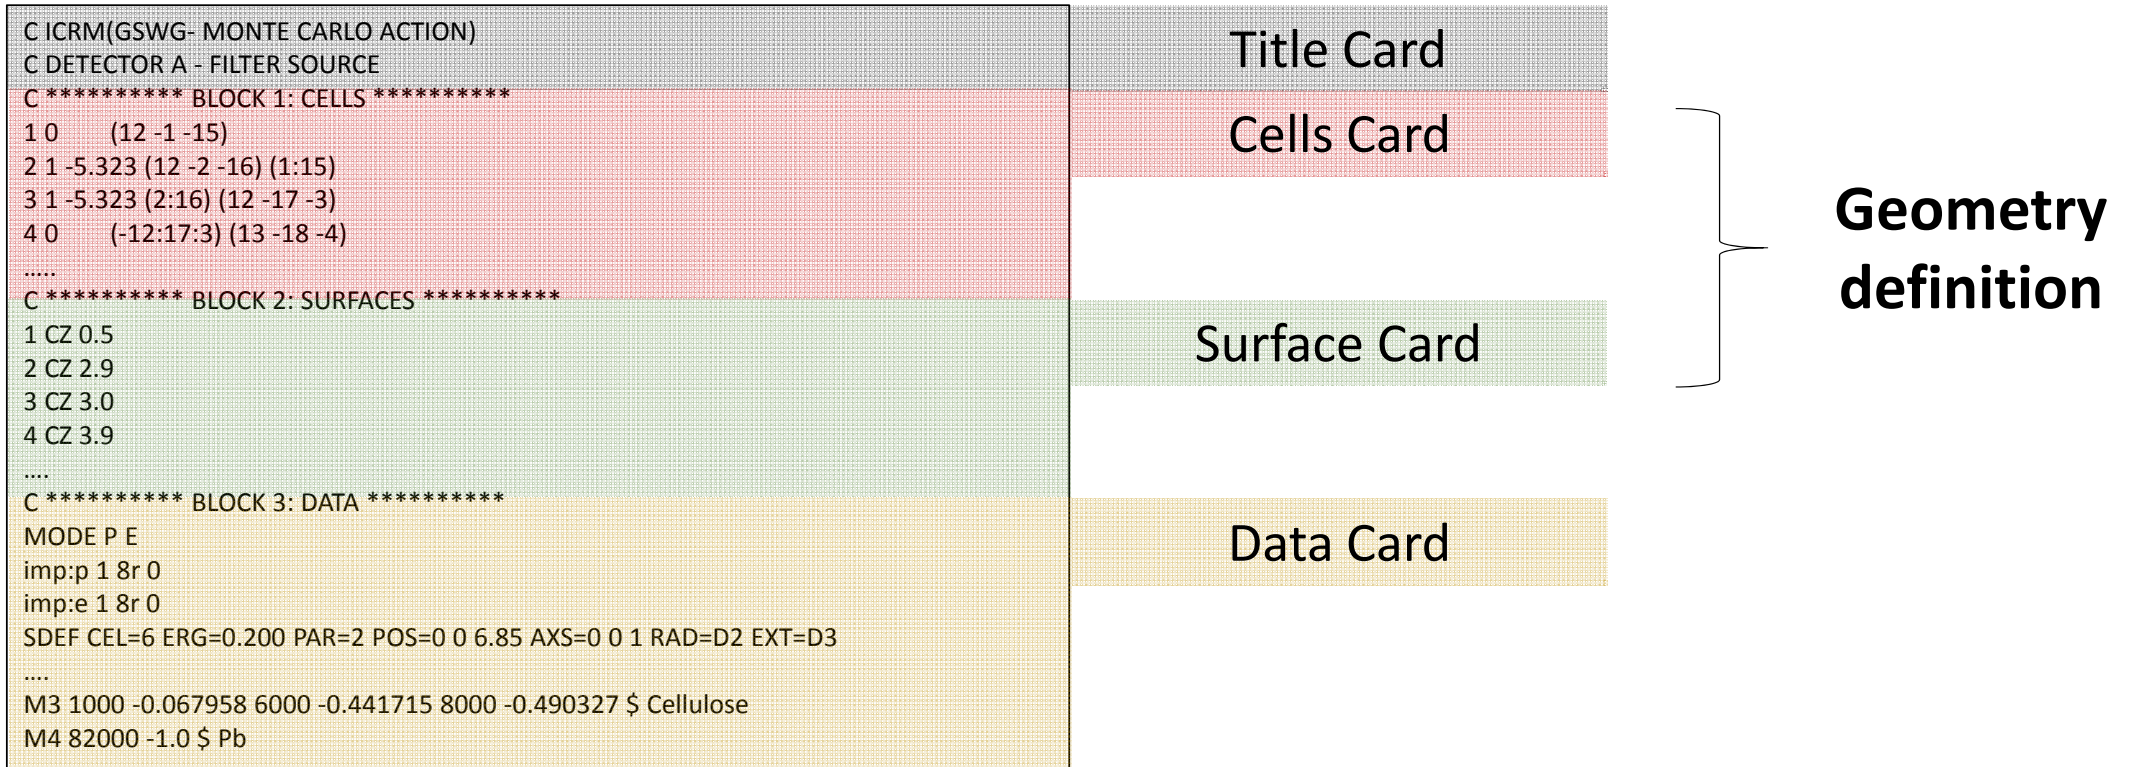 C ICRM(GSWG- MONTE CARLO ACTION)
C DETECTOR A - FILTER SOURCE
Title Card
C ********** BLOCK 1: CELLS **********
1 0 (12 -1 -15)
2 1 -5.323 (12 -2 -16) (1:15)
3 1 -5.323 (2:16) (12 -17 -3)
4 0 (-12:17:3) (13 -18 -4)
.....
Cells Card
C ********** BLOCK 2: SURFACES **********
1 CZ 0.5
2 CZ 2.9
3 CZ 3.0
4 CZ 3.9
....
Surface Card
Geometry
definition
C ********** BLOCK 3: DATA **********
MODE P E
imp:p 1 8r 0
imp:e 1 8r 0
SDEF CEL=6 ERG=0.200 PAR=2 POS=0 0 6.85 AXS=0 0 1 RAD=D2 EXT=D3
....
M3 1000 -0.067958 6000 -0.441715 8000 -0.490327 $ Cellulose
M4 82000 -1.0 $ Pb
Data Card